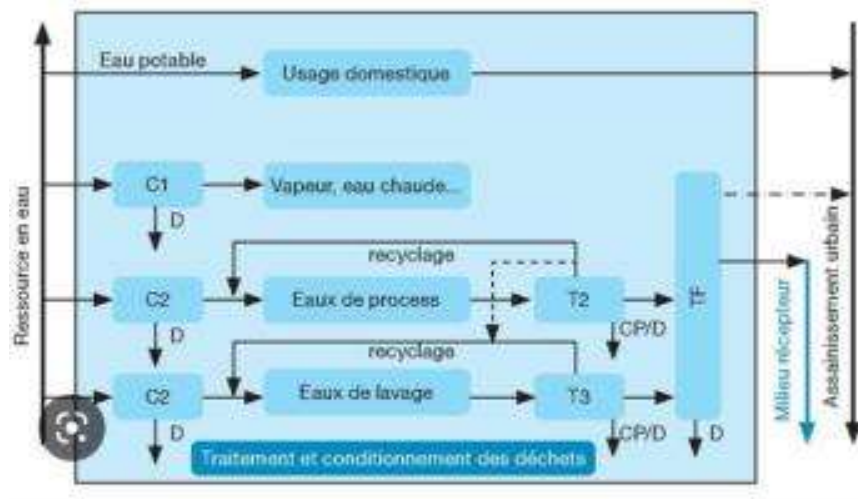 Eau potable
Usage domestique
C1
Vapeur, eau chaude...
D
recyclage
C2
Eaux de process
T2
D
CP/D
recyclage
C2
Eaux de lavage
T3
D
CP/D
TF
D
Traitement et conditionnement des déchets
Ressource en eau
Milieu récepteur
Assainissement urbain